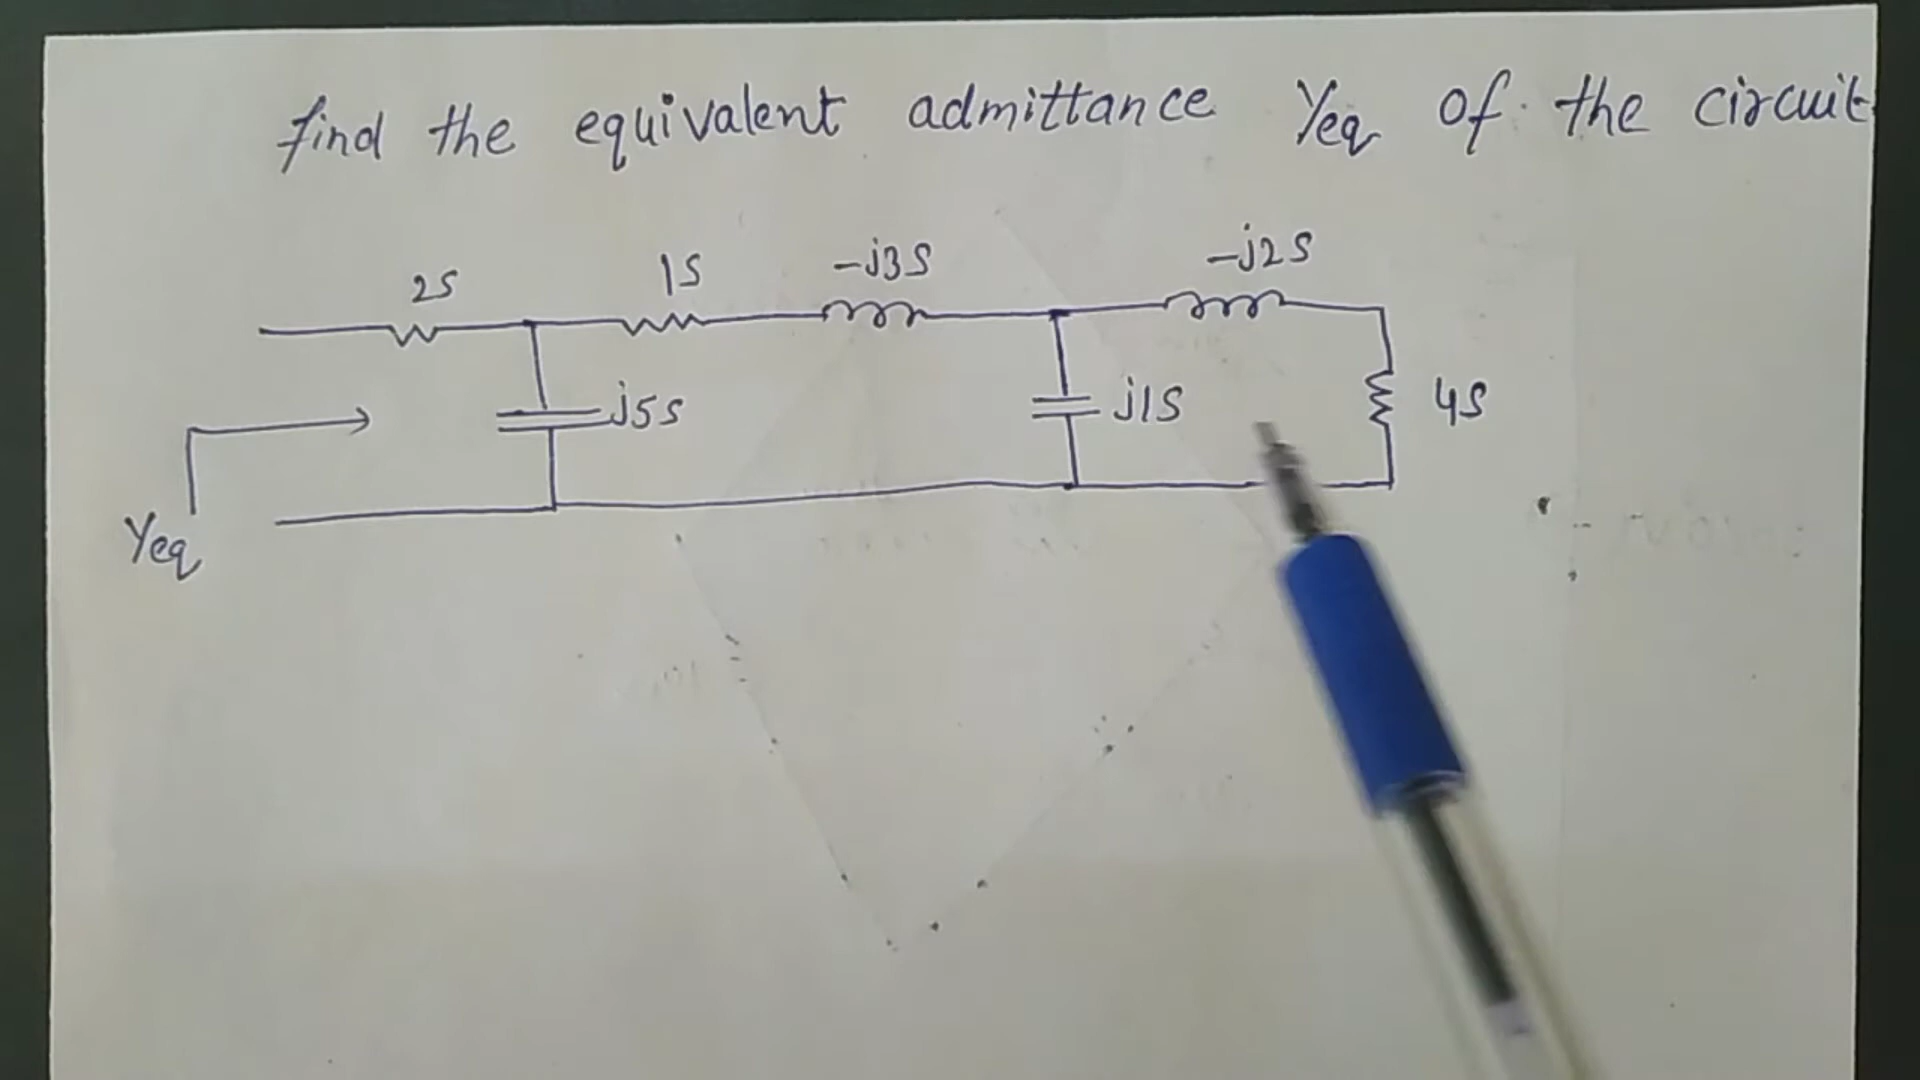 find the equivalent admittance Yeq of the circuit
2S 1S -j3S -j2S
j5S j1S 4S
Yeq